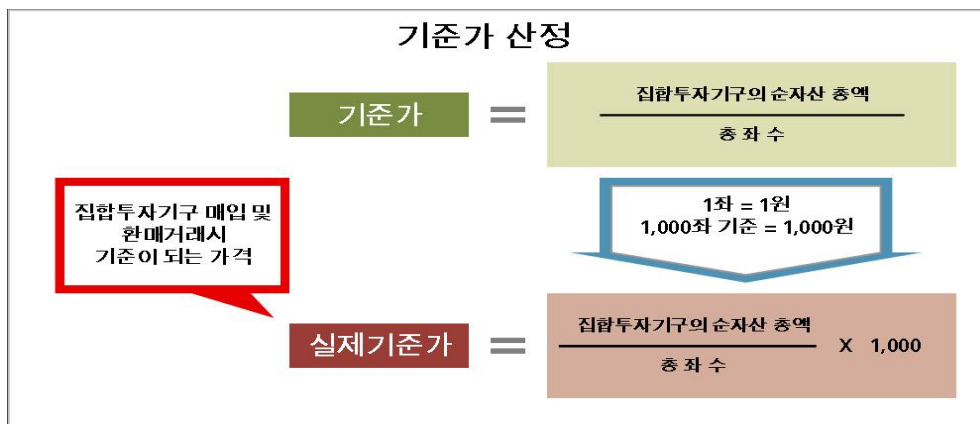 기준가 산정
기준가 =
집합투자기구의 순자산 총액
총 좌 수
집합투자기구 매입 및
환매거래시
기준이 되는 가격
1좌 = 1원
1,000좌 기준 = 1,000원
실제기준가 =
집합투자기구의 순자산 총액
총 좌 수
X 1,000